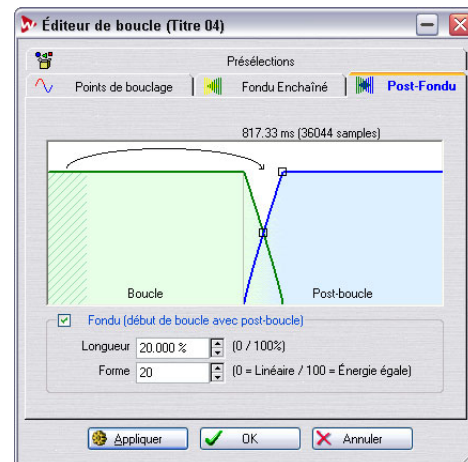 Éditeur de boucle (Titre 04)
Présélections
Points de bouclage
Fondu Enchaîné
Post-Fondu
817.33 ms (36044 samples)
Boucle
Post-boucle
Fondu (début de boucle avec post-boucle)
Longueur 20.000 % (0 / 100%)
Forme 20 (0 = Linéaire / 100 = Énergie égale)
Appliquer
OK
Annuler